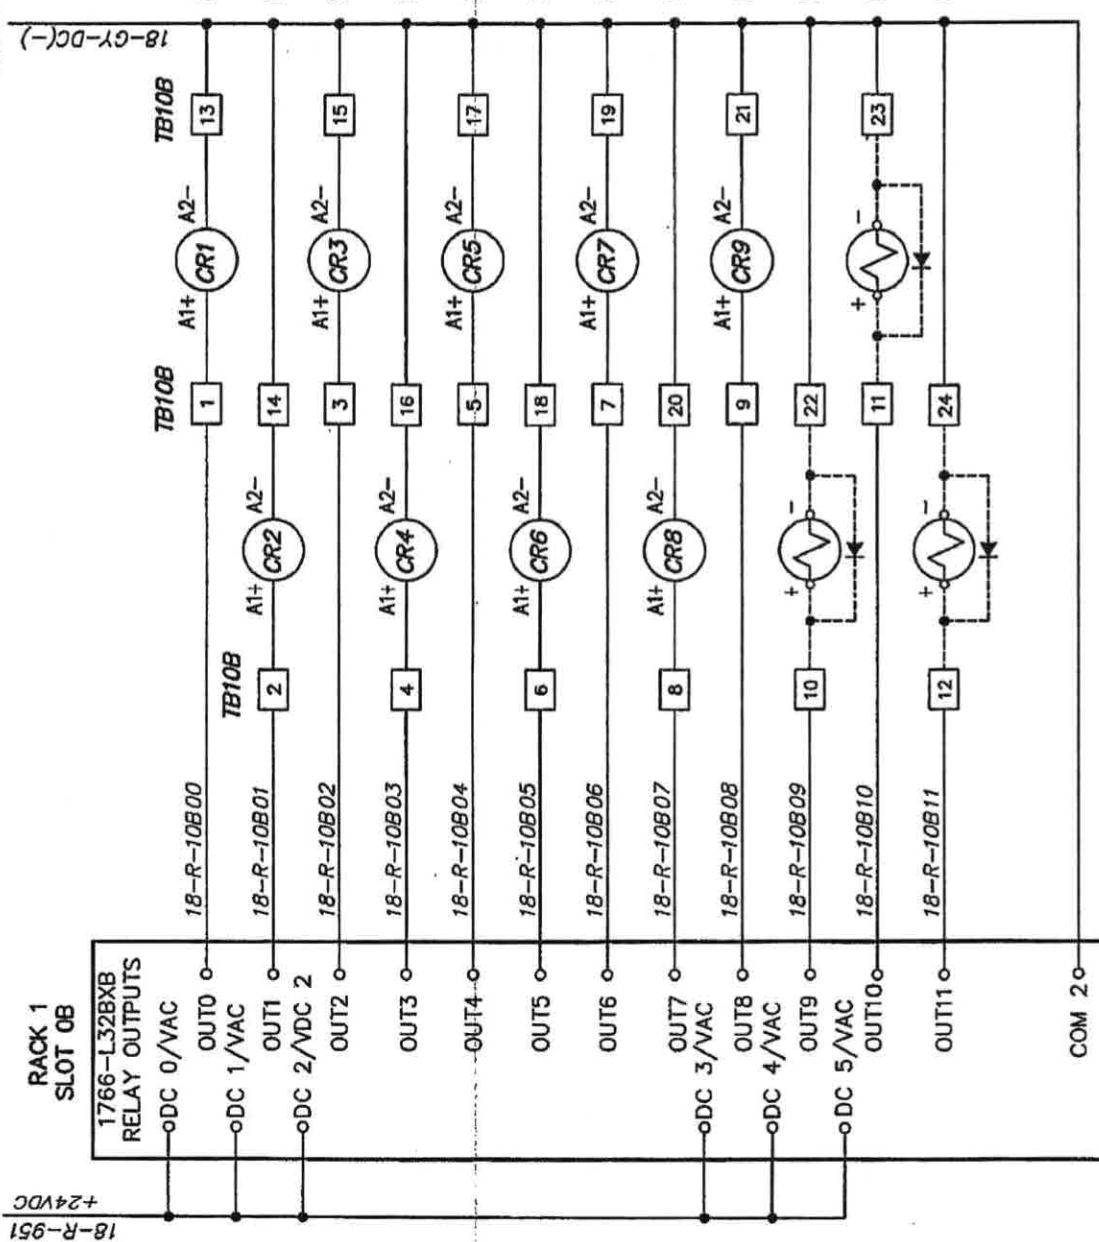 18-GY-DC(-)
TB10B
13
15
17
19
21
23
A2-
A2-
A2-
A2-
A2-
-
CR1
CR3
CR5
CR7
CR9
A1+
A1+
A1+
A1+
A1+
+
TB10B
1
14
3
16
5
18
7
20
9
22
11
24
A2-
A2-
A2-
A2-
-
-
CR2
CR4
CR6
CR8
A1+
A1+
A1+
A1+
+
+
TB10B
2
4
6
8
10
12
18-R-10B00
18-R-10B01
18-R-10B02
18-R-10B03
18-R-10B04
18-R-10B05
18-R-10B06
18-R-10B07
18-R-10B08
18-R-10B09
18-R-10B10
18-R-10B11
RACK 1
SLOT 0B
1766-L32BXB
RELAY OUTPUTS
DC 0/VAC
OUT0
DC 1/VAC
OUT1
DC 2/VDC 2
OUT2
OUT3
OUT4
OUT5
OUT6
OUT7
DC 3/VAC
OUT8
DC 4/VAC
OUT9
DC 5/VAC
OUT10
OUT11
COM 2
+24VDC
18-R-951